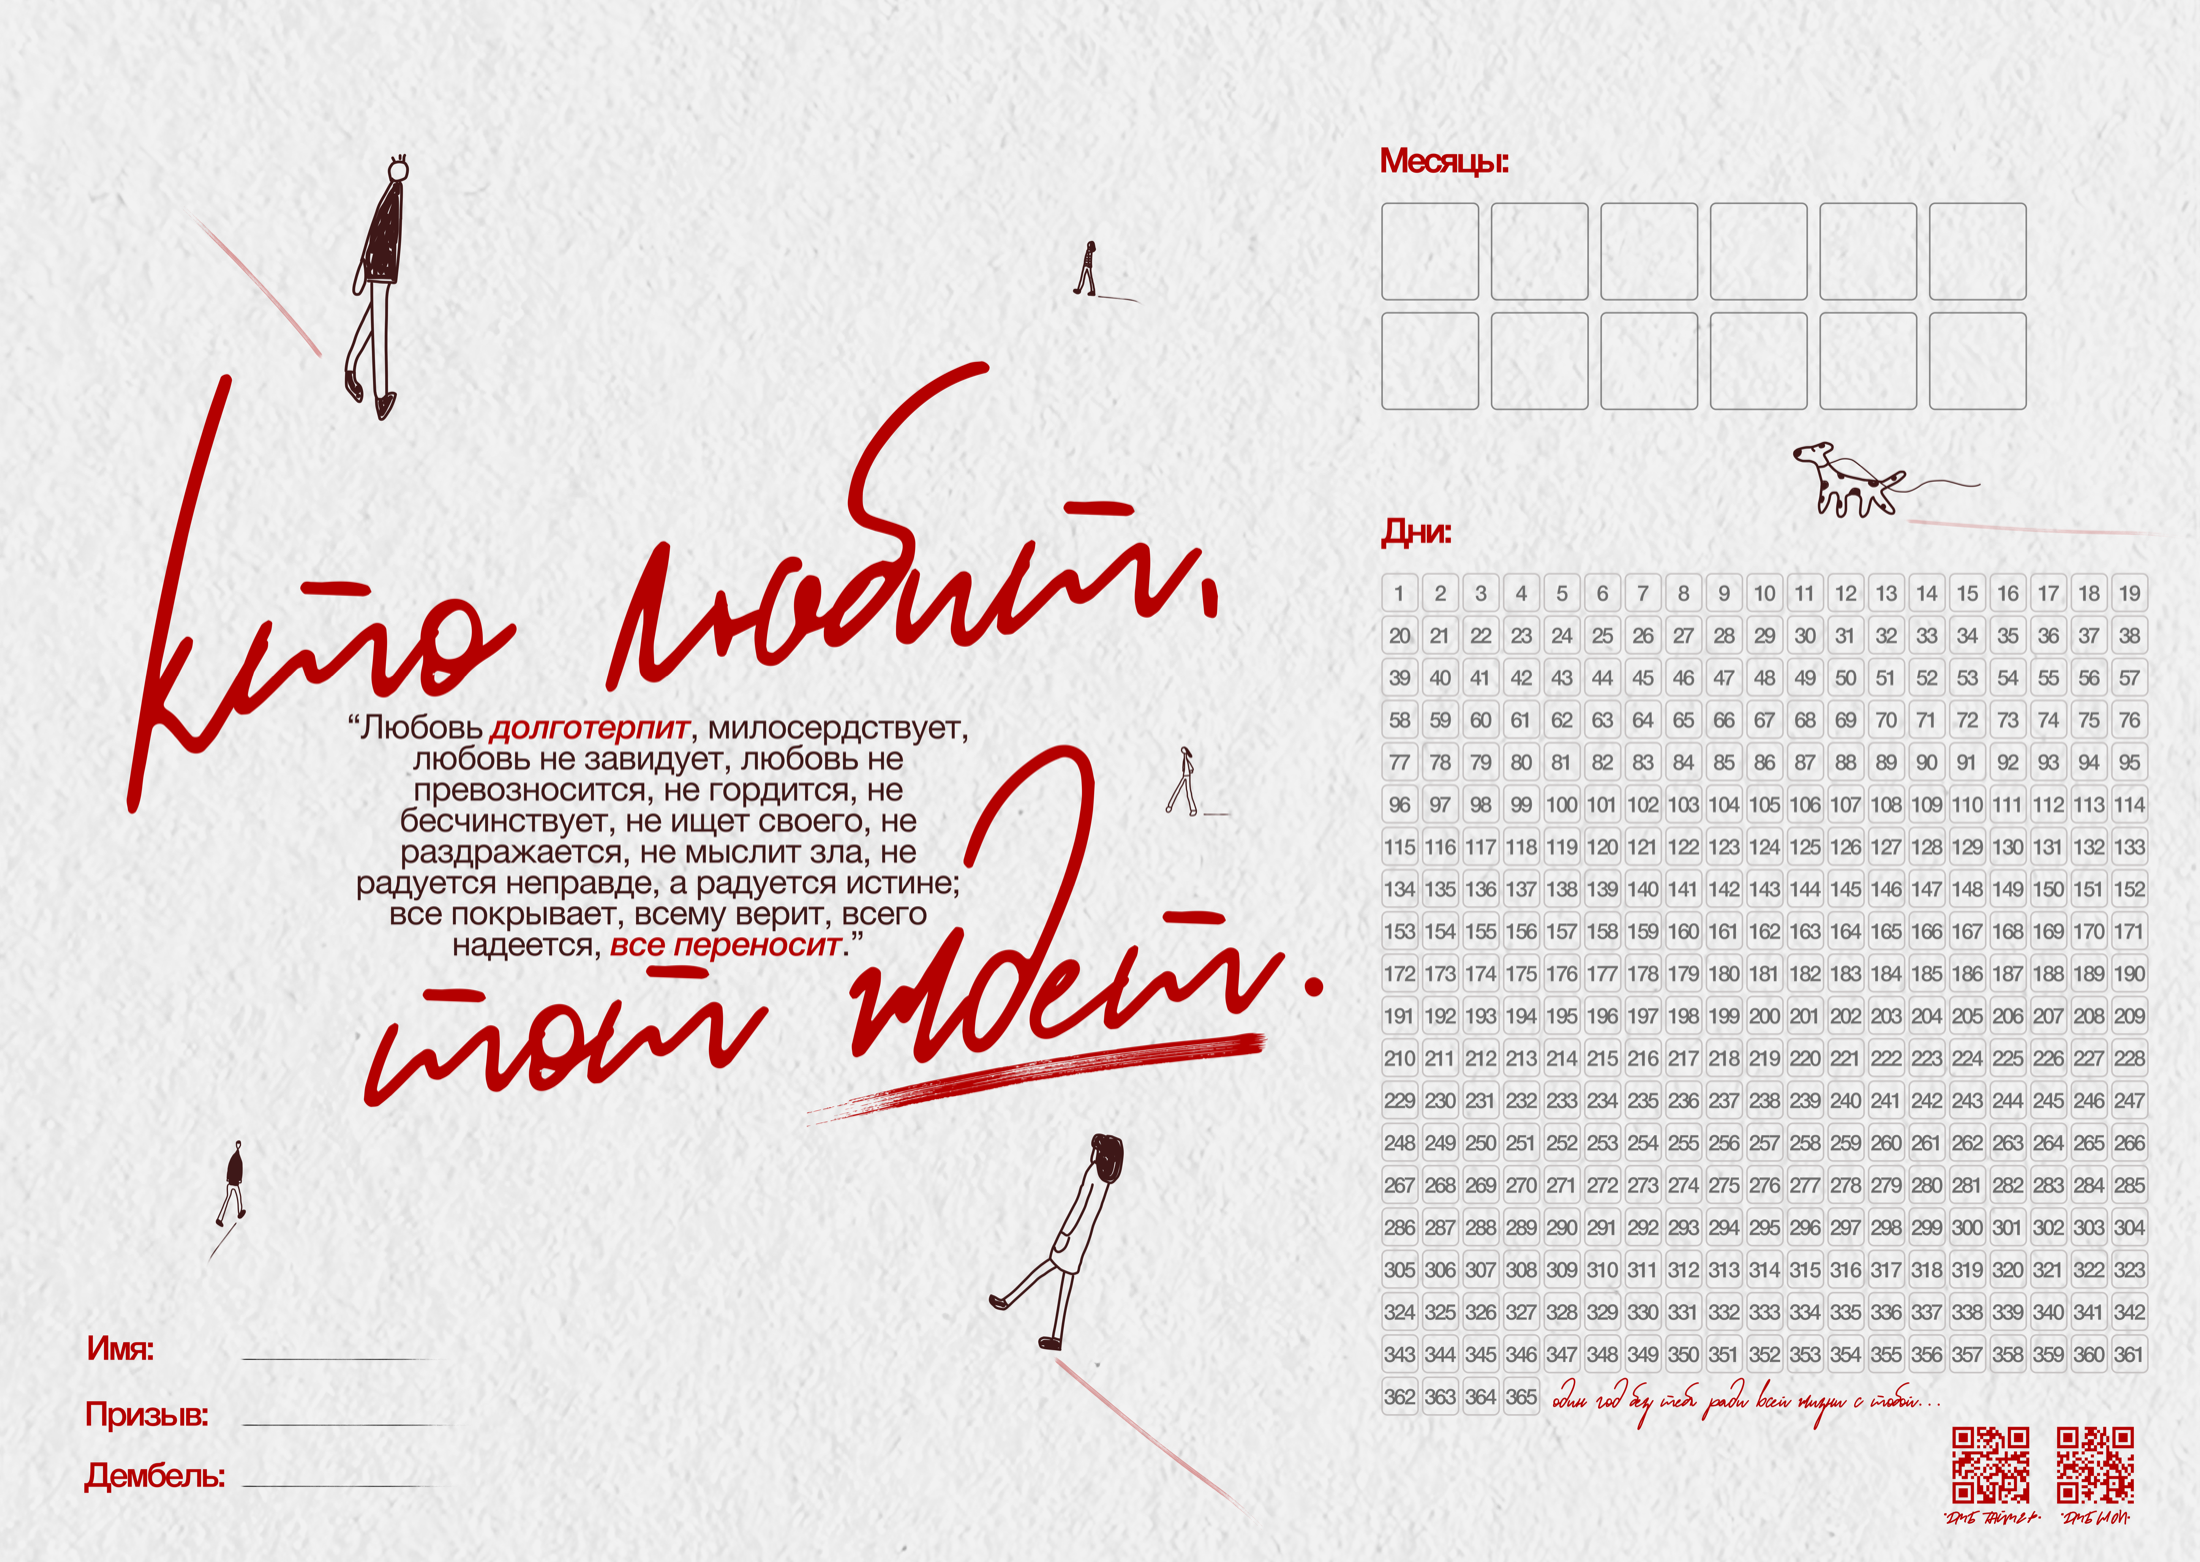 кто любит,
“Любовь долготерпит, милосердствует,
любовь не завидует, любовь не
превозносится, не гордится, не
бесчинствует, не ищет своего, не
раздражается, не мыслит зла, не
радуется неправде, а радуется истине;
все покрывает, всему верит, всего
надеется, все переносит.”
тот ждет.
Имя:
Призыв:
Дембель:
Месяцы:
Дни:
1 2 3 4 5 6 7 8 9 10 11 12 13 14 15 16 17 18 19
20 21 22 23 24 25 26 27 28 29 30 31 32 33 34 35 36 37 38
39 40 41 42 43 44 45 46 47 48 49 50 51 52 53 54 55 56 57
58 59 60 61 62 63 64 65 66 67 68 69 70 71 72 73 74 75 76
77 78 79 80 81 82 83 84 85 86 87 88 89 90 91 92 93 94 95
96 97 98 99 100 101 102 103 104 105 106 107 108 109 110 111 112 113 114
115 116 117 118 119 120 121 122 123 124 125 126 127 128 129 130 131 132 133
134 135 136 137 138 139 140 141 142 143 144 145 146 147 148 149 150 151 152
153 154 155 156 157 158 159 160 161 162 163 164 165 166 167 168 169 170 171
172 173 174 175 176 177 178 179 180 181 182 183 184 185 186 187 188 189 190
191 192 193 194 195 196 197 198 199 200 201 202 203 204 205 206 207 208 209
210 211 212 213 214 215 216 217 218 219 220 221 222 223 224 225 226 227 228
229 230 231 232 233 234 235 236 237 238 239 240 241 242 243 244 245 246 247
248 249 250 251 252 253 254 255 256 257 258 259 260 261 262 263 264 265 266
267 268 269 270 271 272 273 274 275 276 277 278 279 280 281 282 283 284 285
286 287 288 289 290 291 292 293 294 295 296 297 298 299 300 301 302 303 304
305 306 307 308 309 310 311 312 313 314 315 316 317 318 319 320 321 322 323
324 325 326 327 328 329 330 331 332 333 334 335 336 337 338 339 340 341 342
343 344 345 346 347 348 349 350 351 352 353 354 355 356 357 358 359 360 361
362 363 364 365 один год без тебя ради всей жизни с тобой...
"ДМБ ТАЙМЕР" "ДМБ ШОП"